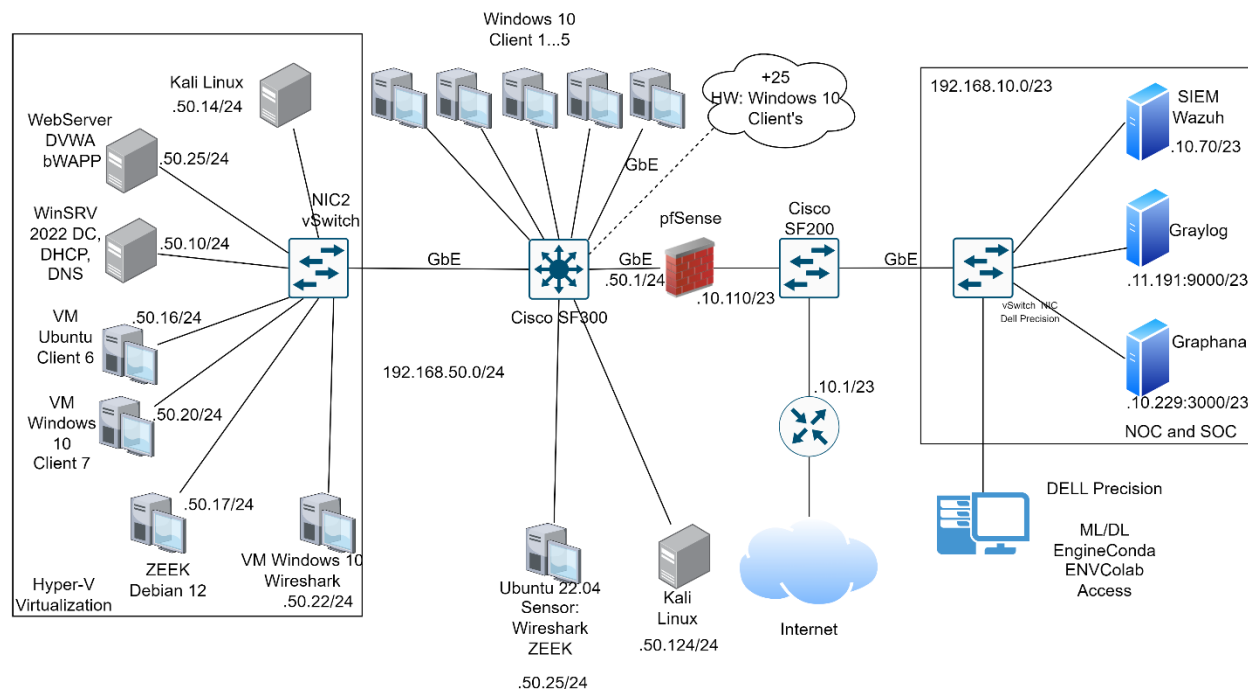 Windows 10
Client 1...5
Kali Linux
.50.14/24
WebServer
DVWA
bWAPP
.50.25/24
WinSRV
2022 DC,
DHCP,
DNS
.50.10/24
NIC2
vSwitch
VM
Ubuntu
Client 6
.50.16/24
VM
Windows
10
Client 7
.50.20/24
.50.17/24
ZEEK
Debian 12
VM Windows 10
Wireshark
.50.22/24
Hyper-V
Virtualization
GbE
+25
HW: Windows 10
Client's
GbE
Cisco SF300
192.168.50.0/24
GbE
.50.1/24
pfSense
.10.110/23
Cisco
SF200
GbE
.10.1/23
Internet
Ubuntu 22.04
Sensor:
Wireshark
ZEEK
.50.25/24
Kali
Linux
.50.124/24
192.168.10.0/23
SIEM
Wazuh
.10.70/23
Graylog
.11.191:9000/23
vSwitch NIC
Dell Precision
Graphana
.10.229:3000/23
NOC and SOC
DELL Precision
ML/DL
EngineConda
ENVColab
Access